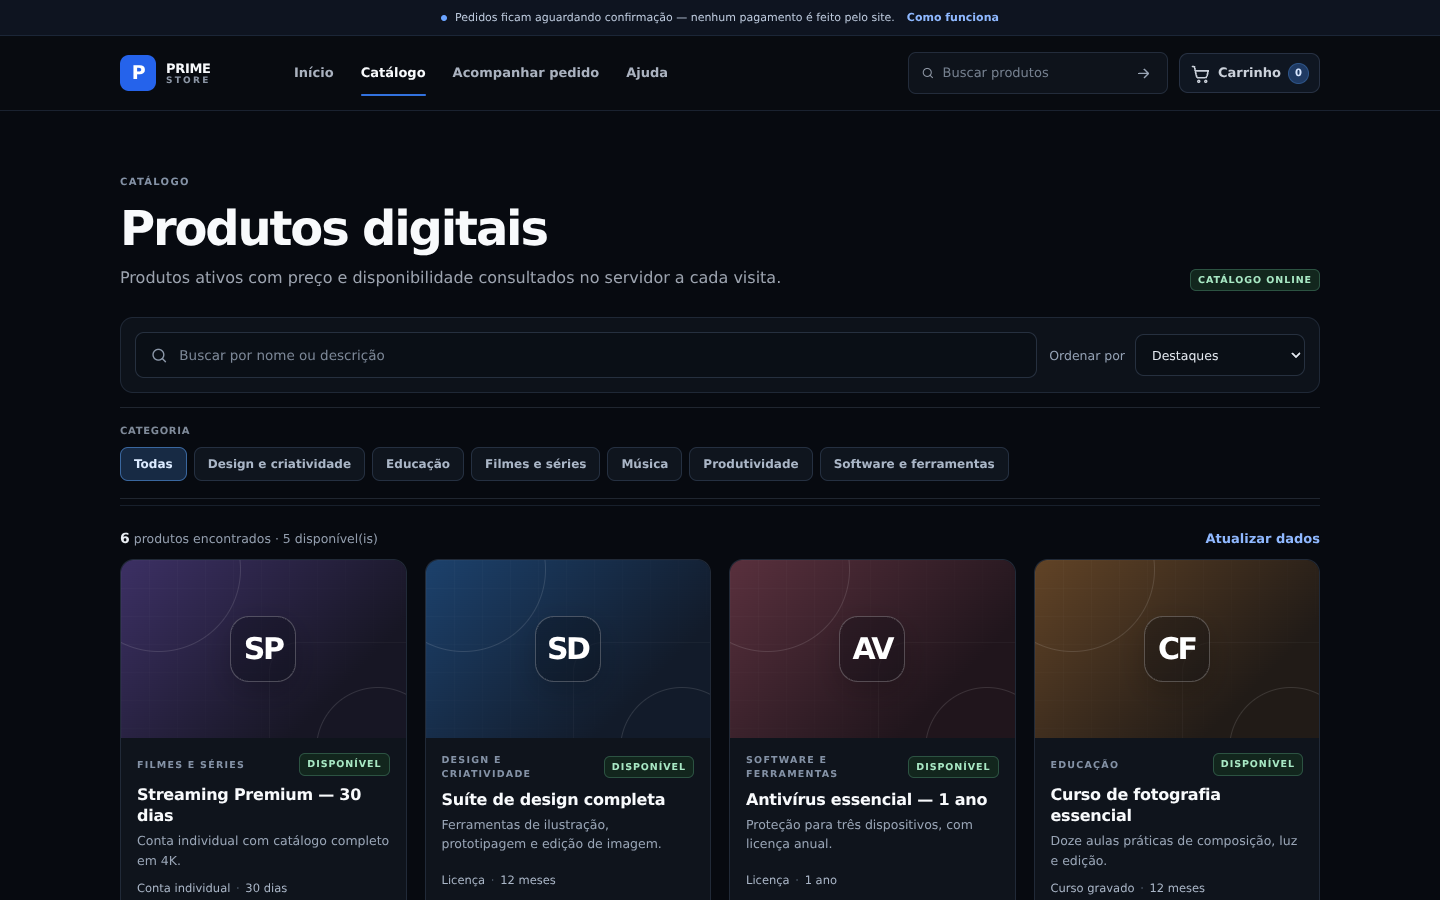 Pedidos ficam aguardando confirmação — nenhum pagamento é feito pelo site. Como funciona
P PRIME STORE
Início Catálogo Acompanhar pedido Ajuda
Buscar produtos
Carrinho 0
CATÁLOGO
Produtos digitais
Produtos ativos com preço e disponibilidade consultados no servidor a cada visita.
CATÁLOGO ONLINE
Buscar por nome ou descrição
Ordenar por Destaques
CATEGORIA
Todas Design e criatividade Educação Filmes e séries Música Produtividade Software e ferramentas
6 produtos encontrados · 5 disponível(is)
Atualizar dados
SP
FILMES E SÉRIES
DISPONÍVEL
Streaming Premium — 30
dias
Conta individual com catálogo completo
em 4K.
Conta individual · 30 dias
SD
DESIGN E
CRIATIVIDADE
DISPONÍVEL
Suíte de design completa
Ferramentas de ilustração,
prototipagem e edição de imagem.
Licença · 12 meses
AV
SOFTWARE E
FERRAMENTAS
DISPONÍVEL
Antivírus essencial — 1 ano
Proteção para três dispositivos, com
licença anual.
Licença · 1 ano
CF
EDUCAÇÃO
DISPONÍVEL
Curso de fotografia
essencial
Doze aulas práticas de composição, luz
e edição.
Curso gravado · 12 meses